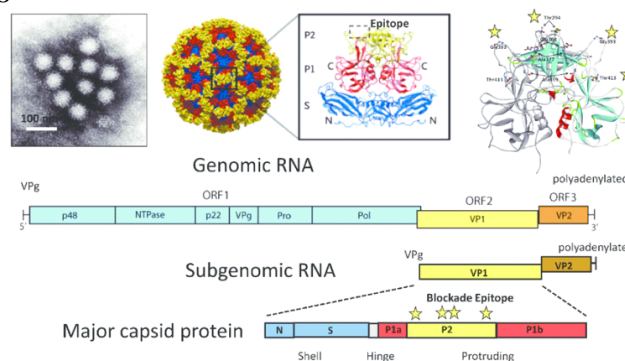 100 nm
P2
Epitope
P1
C
C
S
N
N
Thr294
Thr413
Genomic RNA
VPg
ORF1
ORF2
ORF3
polyadenylated
5'
p48
NTPase
p22
VPg
Pro
Pol
VP1
VP2
3'
Subgenomic RNA
VPg
polyadenylated
VP1
VP2
Blockade Epitope
Major capsid protein
N
S
P1a
P2
P1b
Shell
Hinge
Protruding